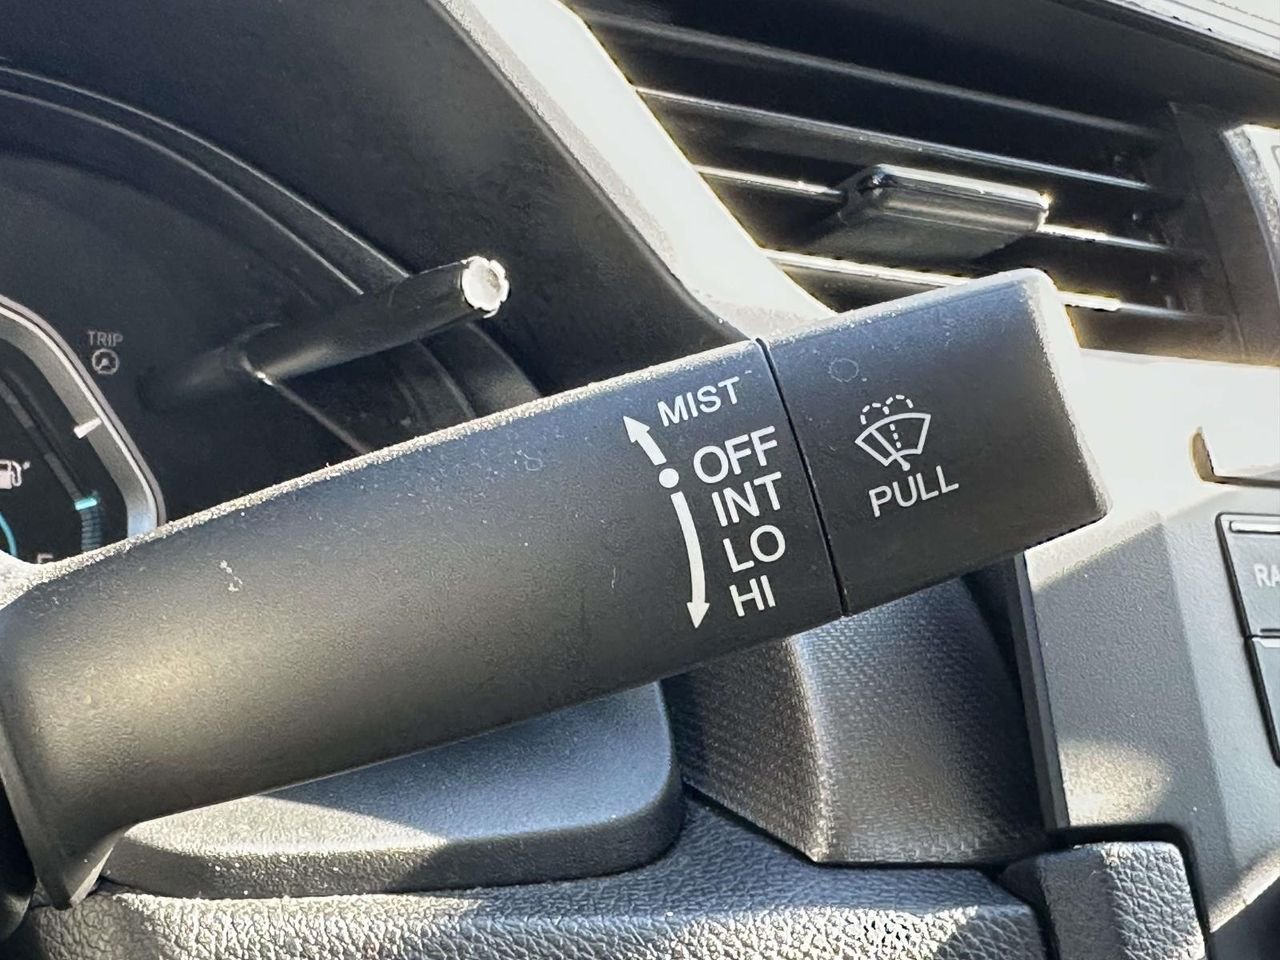 TRIP
MIST
OFF
INT
LO
HI
PULL